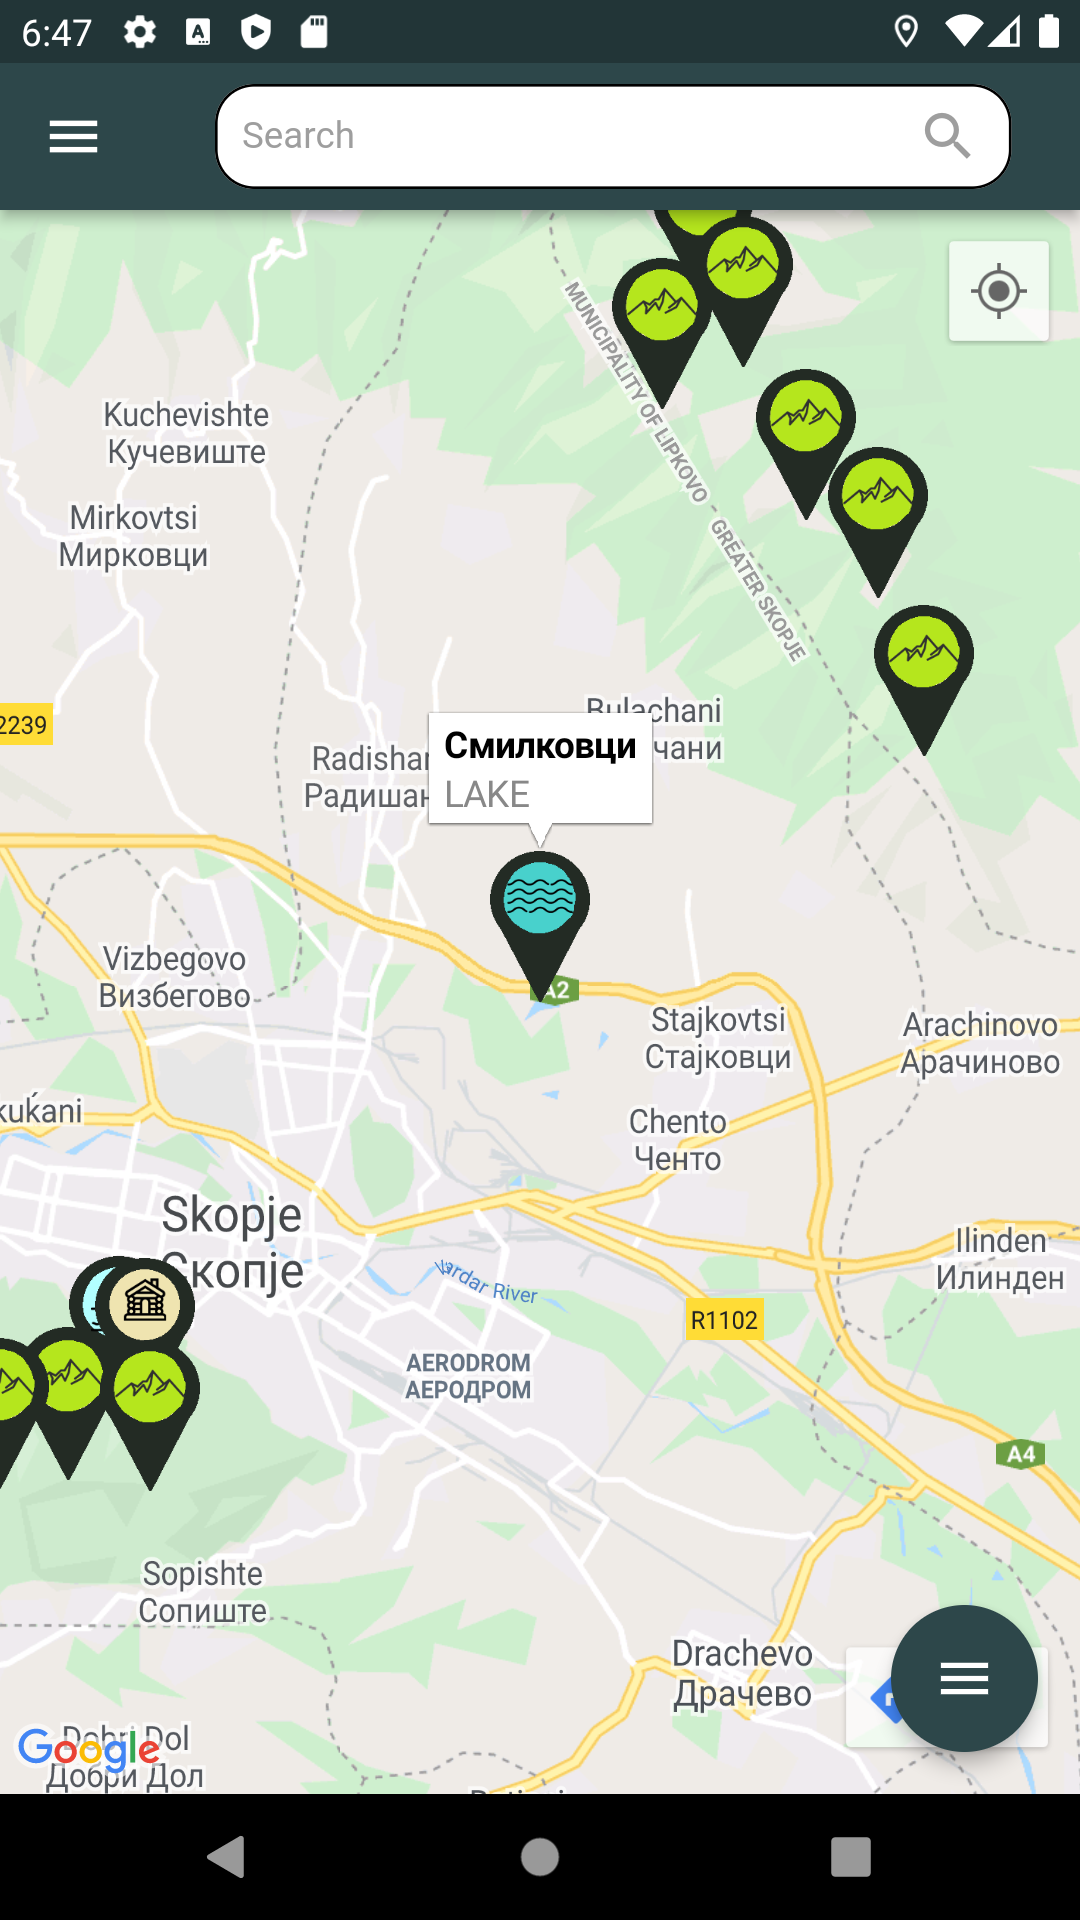 6:47
Search
MUNICIPALITY OF LIPKOVO
GREATER SKOPJE
Kuchevishte
Кучевиште
Mirkovtsi
Мирковци
2239
Bulachani
чани
Смилковци
LAKE
Radishan
Радишан
A2
Vizbegovo
Визбегово
Stajkovtsi
Стајковци
Arachinovo
Арачиново
kuḱani
Chento
Ченто
Skopje
Скопје
Vardar River
Ilinden
Илинден
R1102
AERODROM
АЕРОДРОМ
A4
Sopishte
Сопиште
Drachevo
Драчево
Dobri Dol
Добри Дол
Google